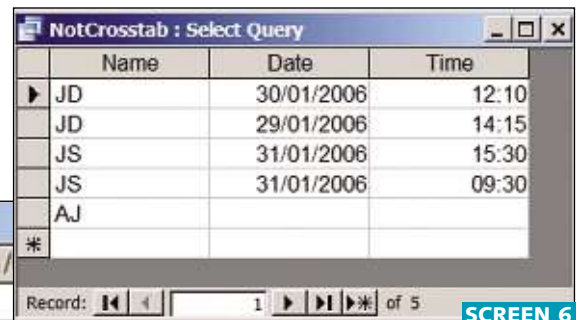 NotCrosstab : Select Query
Name Date Time
JD 30/01/2006 12:10
JD 29/01/2006 14:15
JS 31/01/2006 15:30
JS 31/01/2006 09:30
AJ
Record: 1 of 5
SCREEN 6